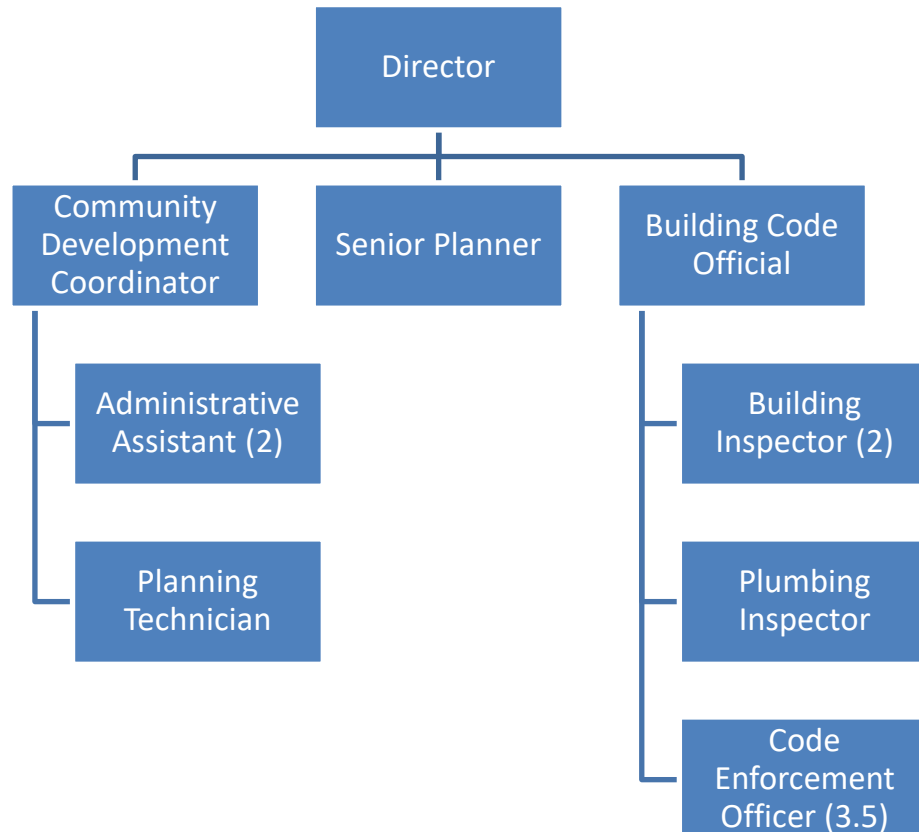 Director
Community
Development
Coordinator
Senior Planner
Building Code
Official
Administrative
Assistant (2)
Planning
Technician
Building
Inspector (2)
Plumbing
Inspector
Code
Enforcement
Officer (3.5)